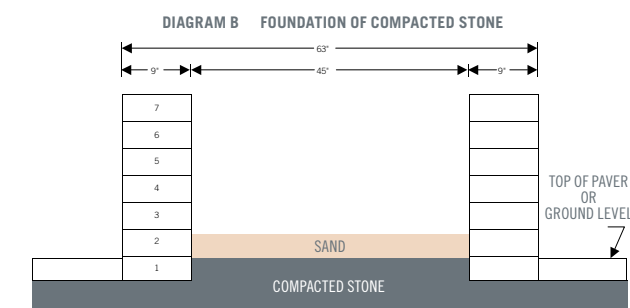 DIAGRAM B FOUNDATION OF COMPACTED STONE
63"
9" 45" 9"
7
6
5
4
TOP OF PAVER
OR
3
GROUND LEVEL
2
SAND
1
COMPACTED STONE